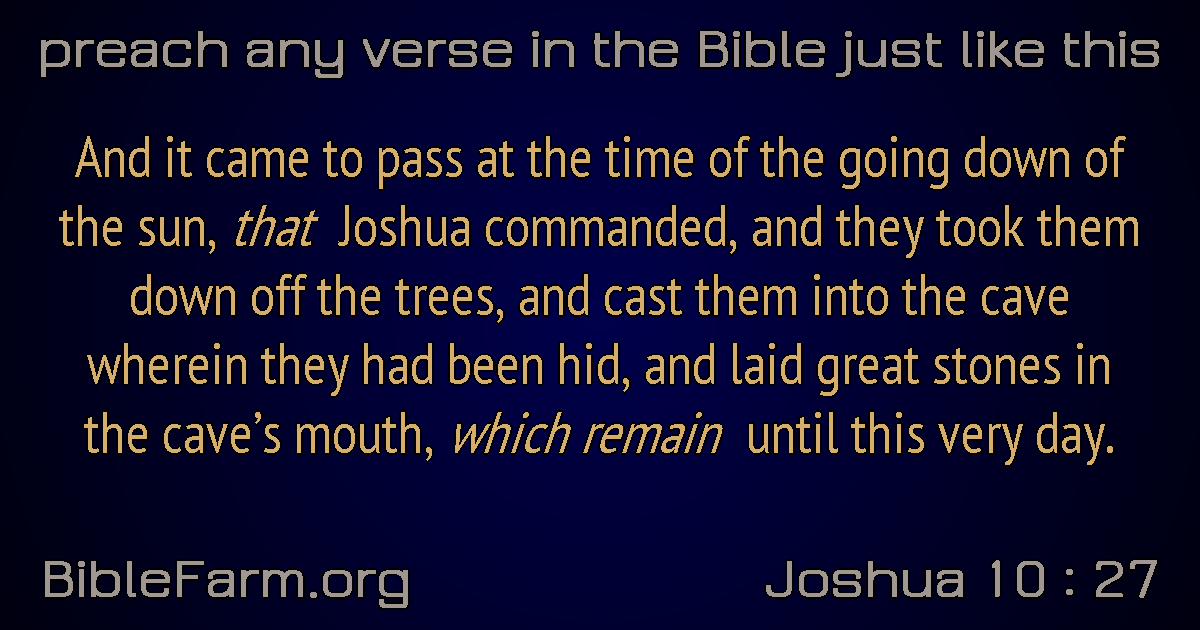 preach any verse in the Bible just like this
And it came to pass at the time of the going down of
the sun, that Joshua commanded, and they took them
down off the trees, and cast them into the cave
wherein they had been hid, and laid great stones in
the cave’s mouth, which remain until this very day.
BibleFarm.org
Joshua 10 : 27